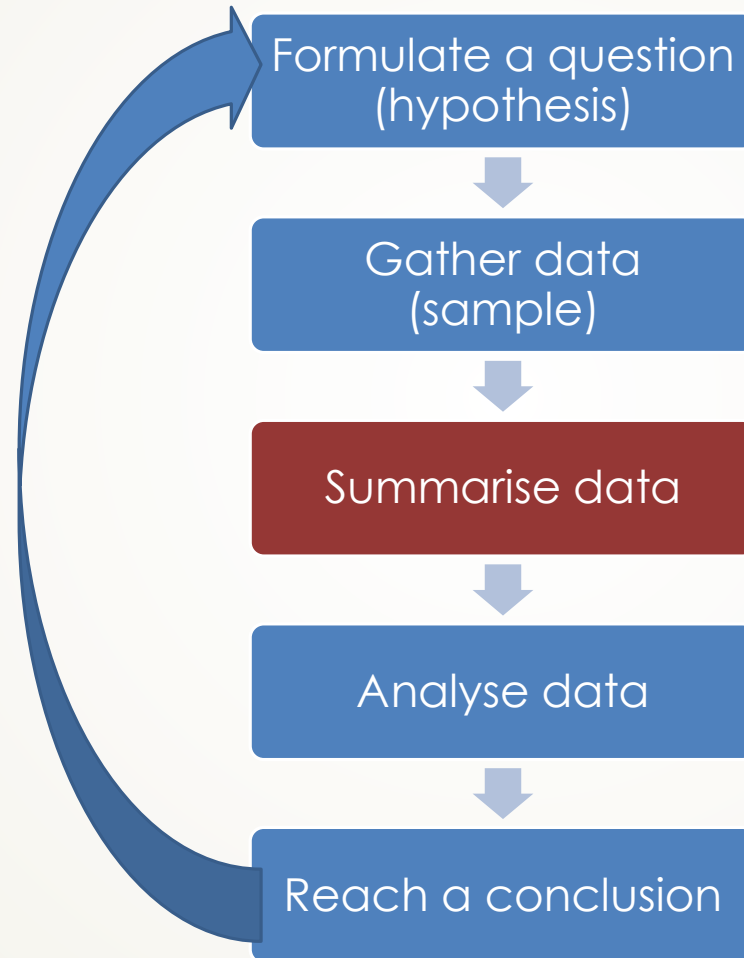 Formulate a question
(hypothesis)
Gather data
(sample)
Summarise data
Analyse data
Reach a conclusion